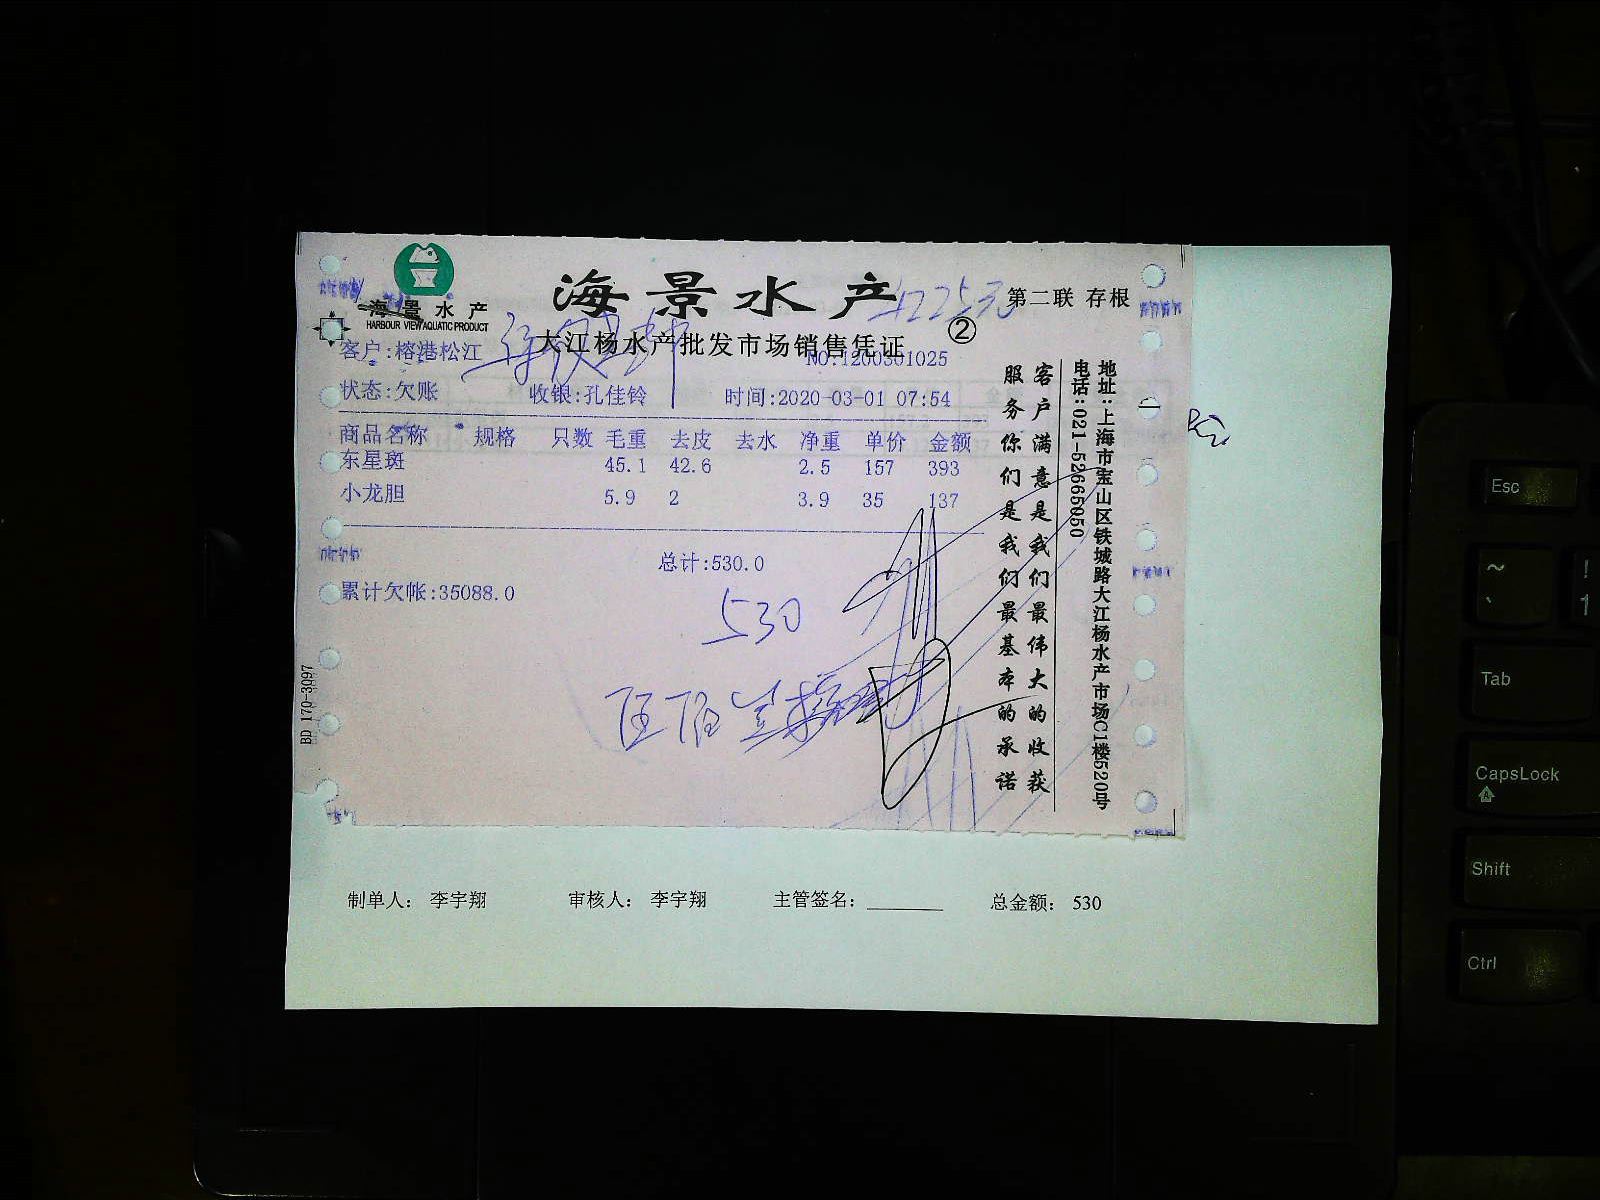 海景水产
HARBOUR VIEW AQUATIC PRODUCT
海景水产
第二联 存根
②
大江杨水产批发市场销售凭证
NO:1200301025
客户:榕港松江
状态:欠账 收银:孔佳铃 时间:2020-03-01 07:54
商品名称 规格 只数 毛重 去皮 去水 净重 单价 金额
东星斑 45.1 42.6 2.5 157 393
小龙胆 5.9 2 3.9 35 137
总计:530.0
累计欠帐:35088.0
530
客户满意是我们最伟大的收获
服务你们是我们最基本的承诺
地址:上海市宝山区铁城路大江杨水产市场C1楼520号
电话:021-52665050
BD 170-3097
制单人: 李宇翔 审核人: 李宇翔 主管签名: 总金额: 530
Esc
~ !
` 1
Tab
CapsLock
A
Shift
Ctrl